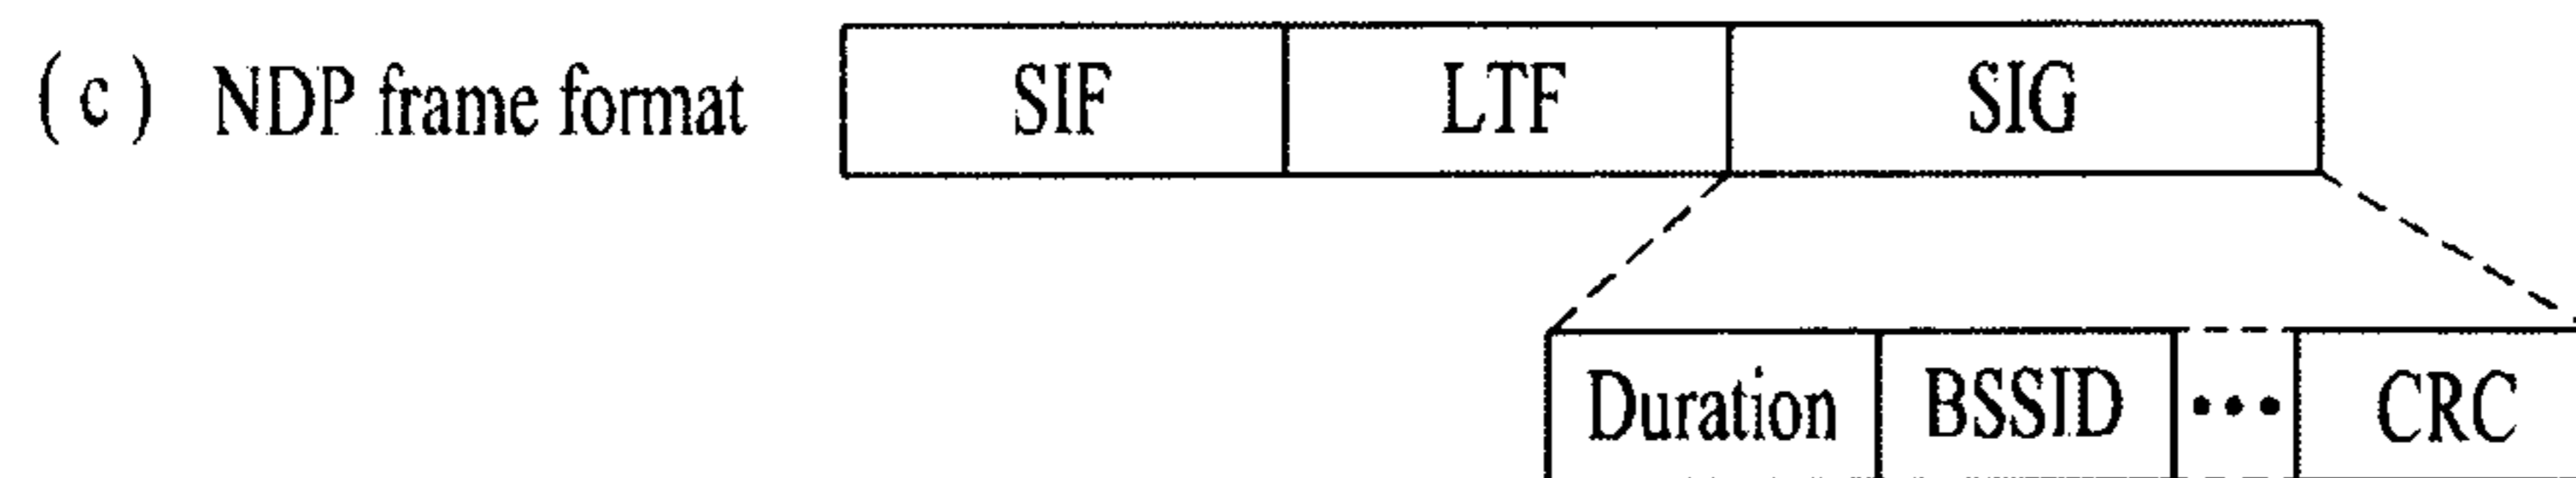 (c) NDP frame format SIF LTF SIG
Duration BSSID ••• CRC